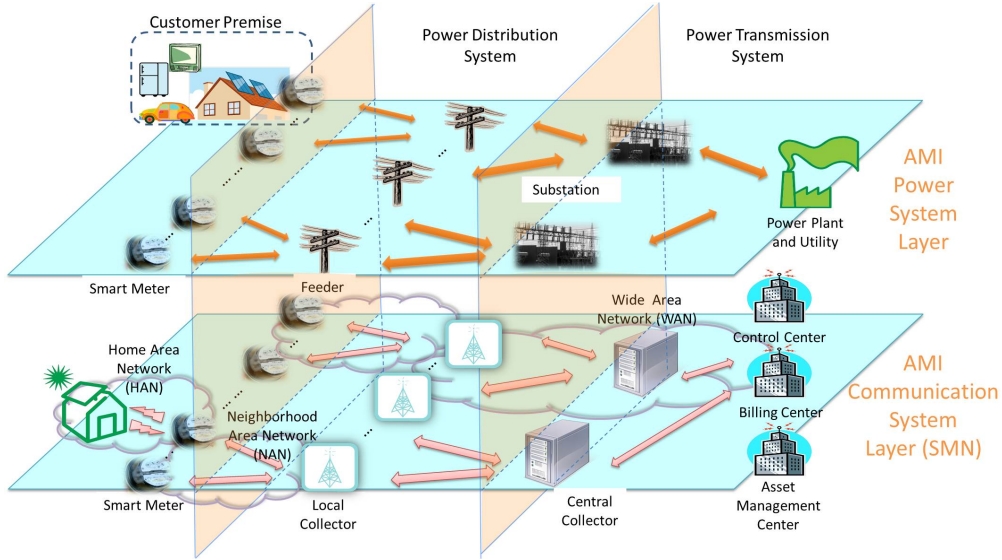 Customer Premise
Power Distribution
System
Power Transmission
System
AMI
Power
System
Layer
Substation
Power Plant
and Utility
Smart Meter
Feeder
Wide Area
Network (WAN)
Control Center
Home Area
Network
(HAN)
AMI
Communication
System
Layer (SMN)
Billing Center
Neighborhood
Area Network
(NAN)
Smart Meter
Local
Collector
Central
Collector
Asset
Management
Center